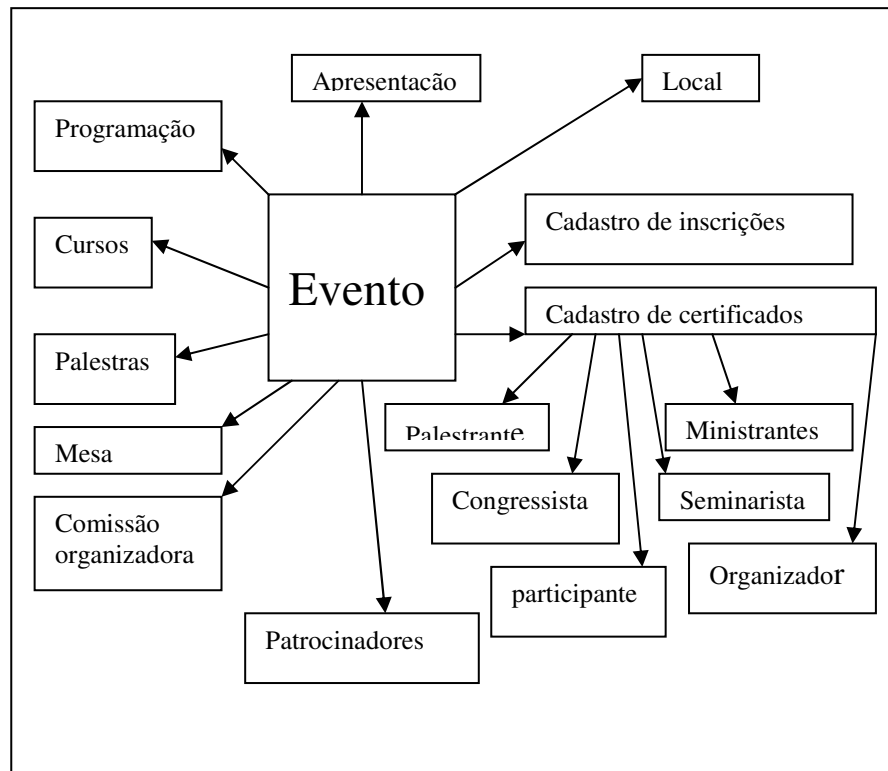 Apresentação
Local
Programação
Cadastro de inscrições
Cursos
Evento
Cadastro de certificados
Palestras
Palestrante
Ministrantes
Mesa
Congressista
Seminarista
Comissão
organizadora
Organizador
participante
Patrocinadores